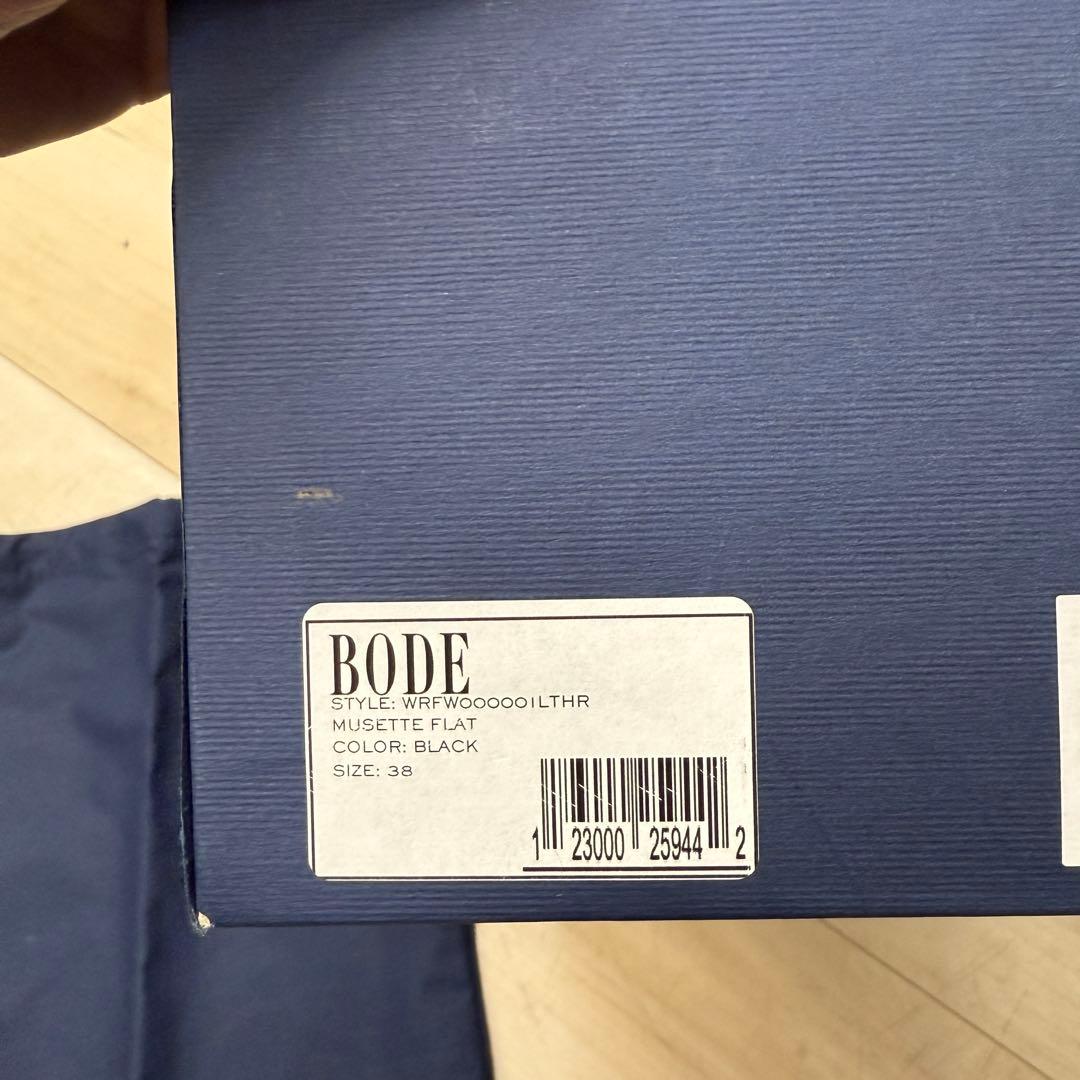 BODE
STYLE: WRFW000001LTHR
MUSETTE FLAT
COLOR: BLACK
SIZE: 38
1 23000 25944 2